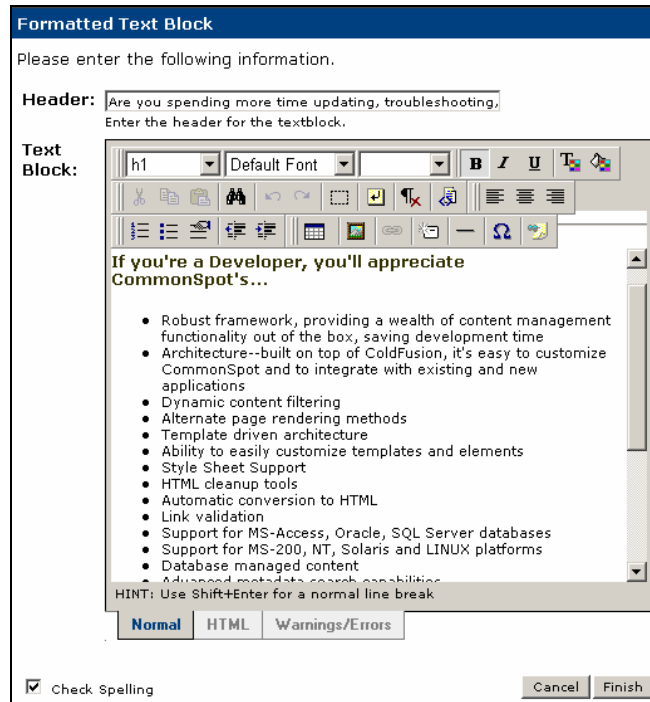 Formatted Text Block
Please enter the following information.
Header: Are you spending more time updating, troubleshooting,
Enter the header for the textblock.
Text
Block:
h1 Default Font B I U T
If you're a Developer, you'll appreciate
CommonSpot's...
• Robust framework, providing a wealth of content management
functionality out of the box, saving development time
• Architecture--built on top of ColdFusion, it's easy to customize
CommonSpot and to integrate with existing and new
applications
• Dynamic content filtering
• Alternate page rendering methods
• Template driven architecture
• Ability to easily customize templates and elements
• Style Sheet Support
• HTML cleanup tools
• Automatic conversion to HTML
• Link validation
• Support for MS-Access, Oracle, SQL Server databases
• Support for MS-200, NT, Solaris and LINUX platforms
• Database managed content
• Advanced metadata search capabilities
HINT: Use Shift+Enter for a normal line break
Normal HTML Warnings/Errors
Check Spelling Cancel Finish